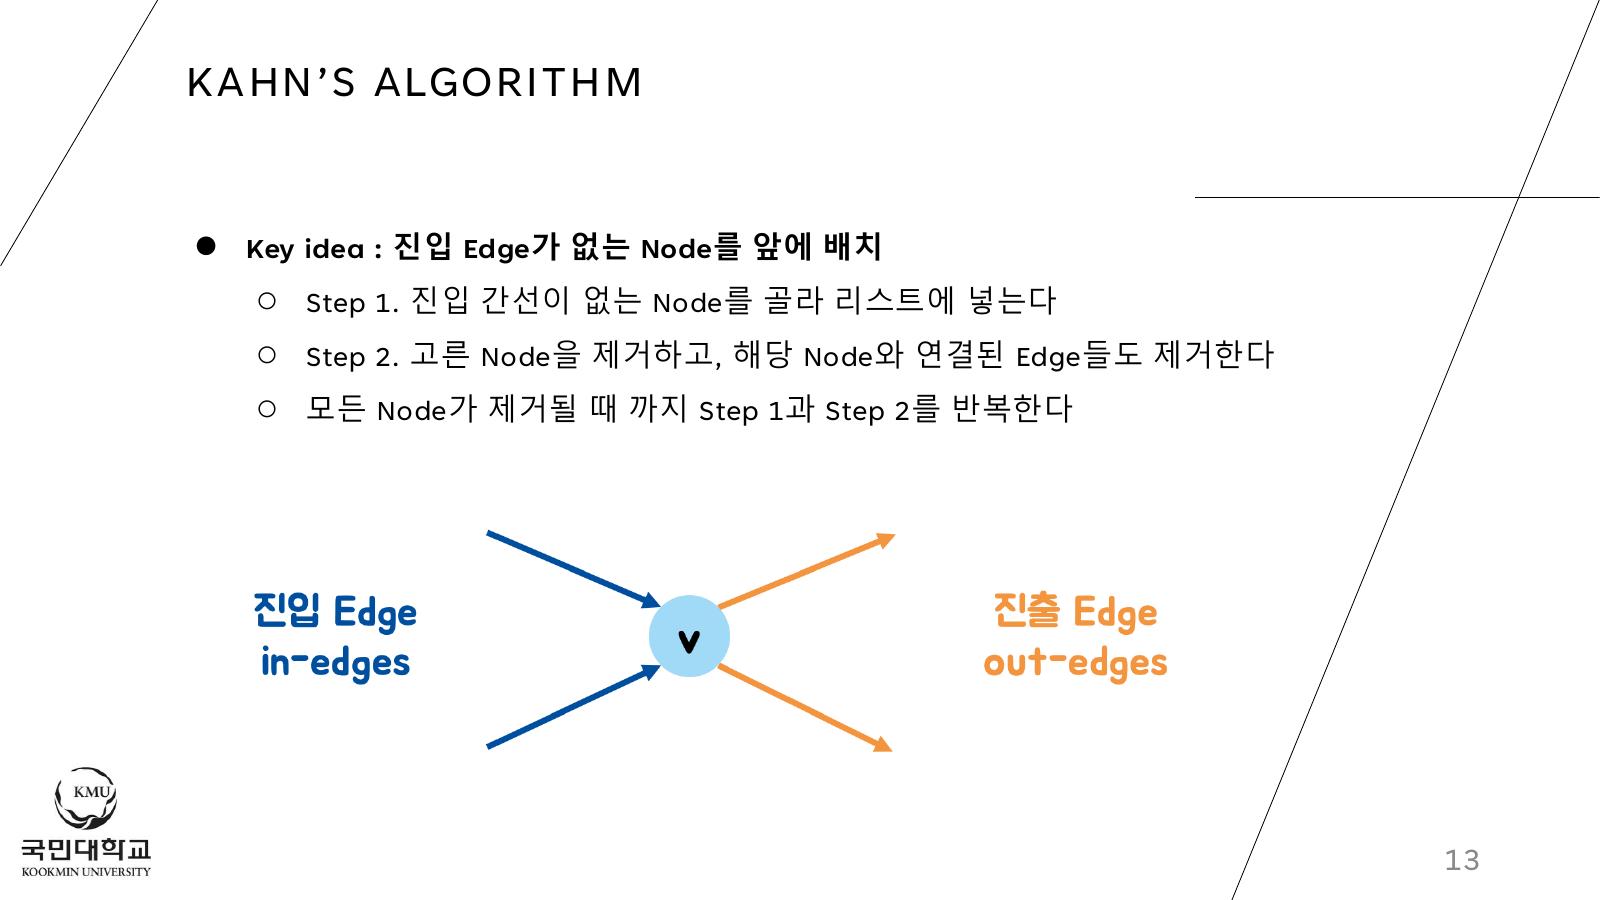 KAHN’S ALGORITHM
● Key idea : 진입 Edge가 없는 Node를 앞에 배치
○ Step 1. 진입 간선이 없는 Node를 골라 리스트에 넣는다
○ Step 2. 고른 Node을 제거하고, 해당 Node와 연결된 Edge들도 제거한다
○ 모든 Node가 제거될 때 까지 Step 1과 Step 2를 반복한다
진입 Edge
in-edges
v
진출 Edge
out-edges
KMU
국민대학교
KOOKMIN UNIVERSITY
13